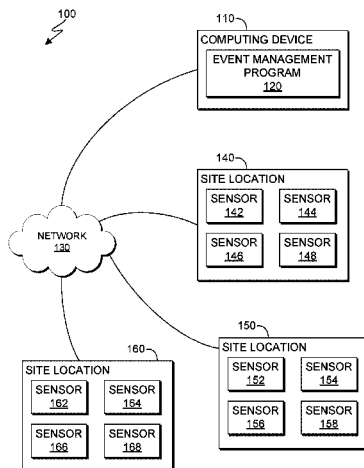 100
110
COMPUTING DEVICE
EVENT MANAGEMENT
PROGRAM
120
140
SITE LOCATION
SENSOR
142
SENSOR
144
SENSOR
146
SENSOR
148
NETWORK
130
150
SITE LOCATION
SENSOR
152
SENSOR
154
SENSOR
156
SENSOR
158
160
SITE LOCATION
SENSOR
162
SENSOR
164
SENSOR
166
SENSOR
168